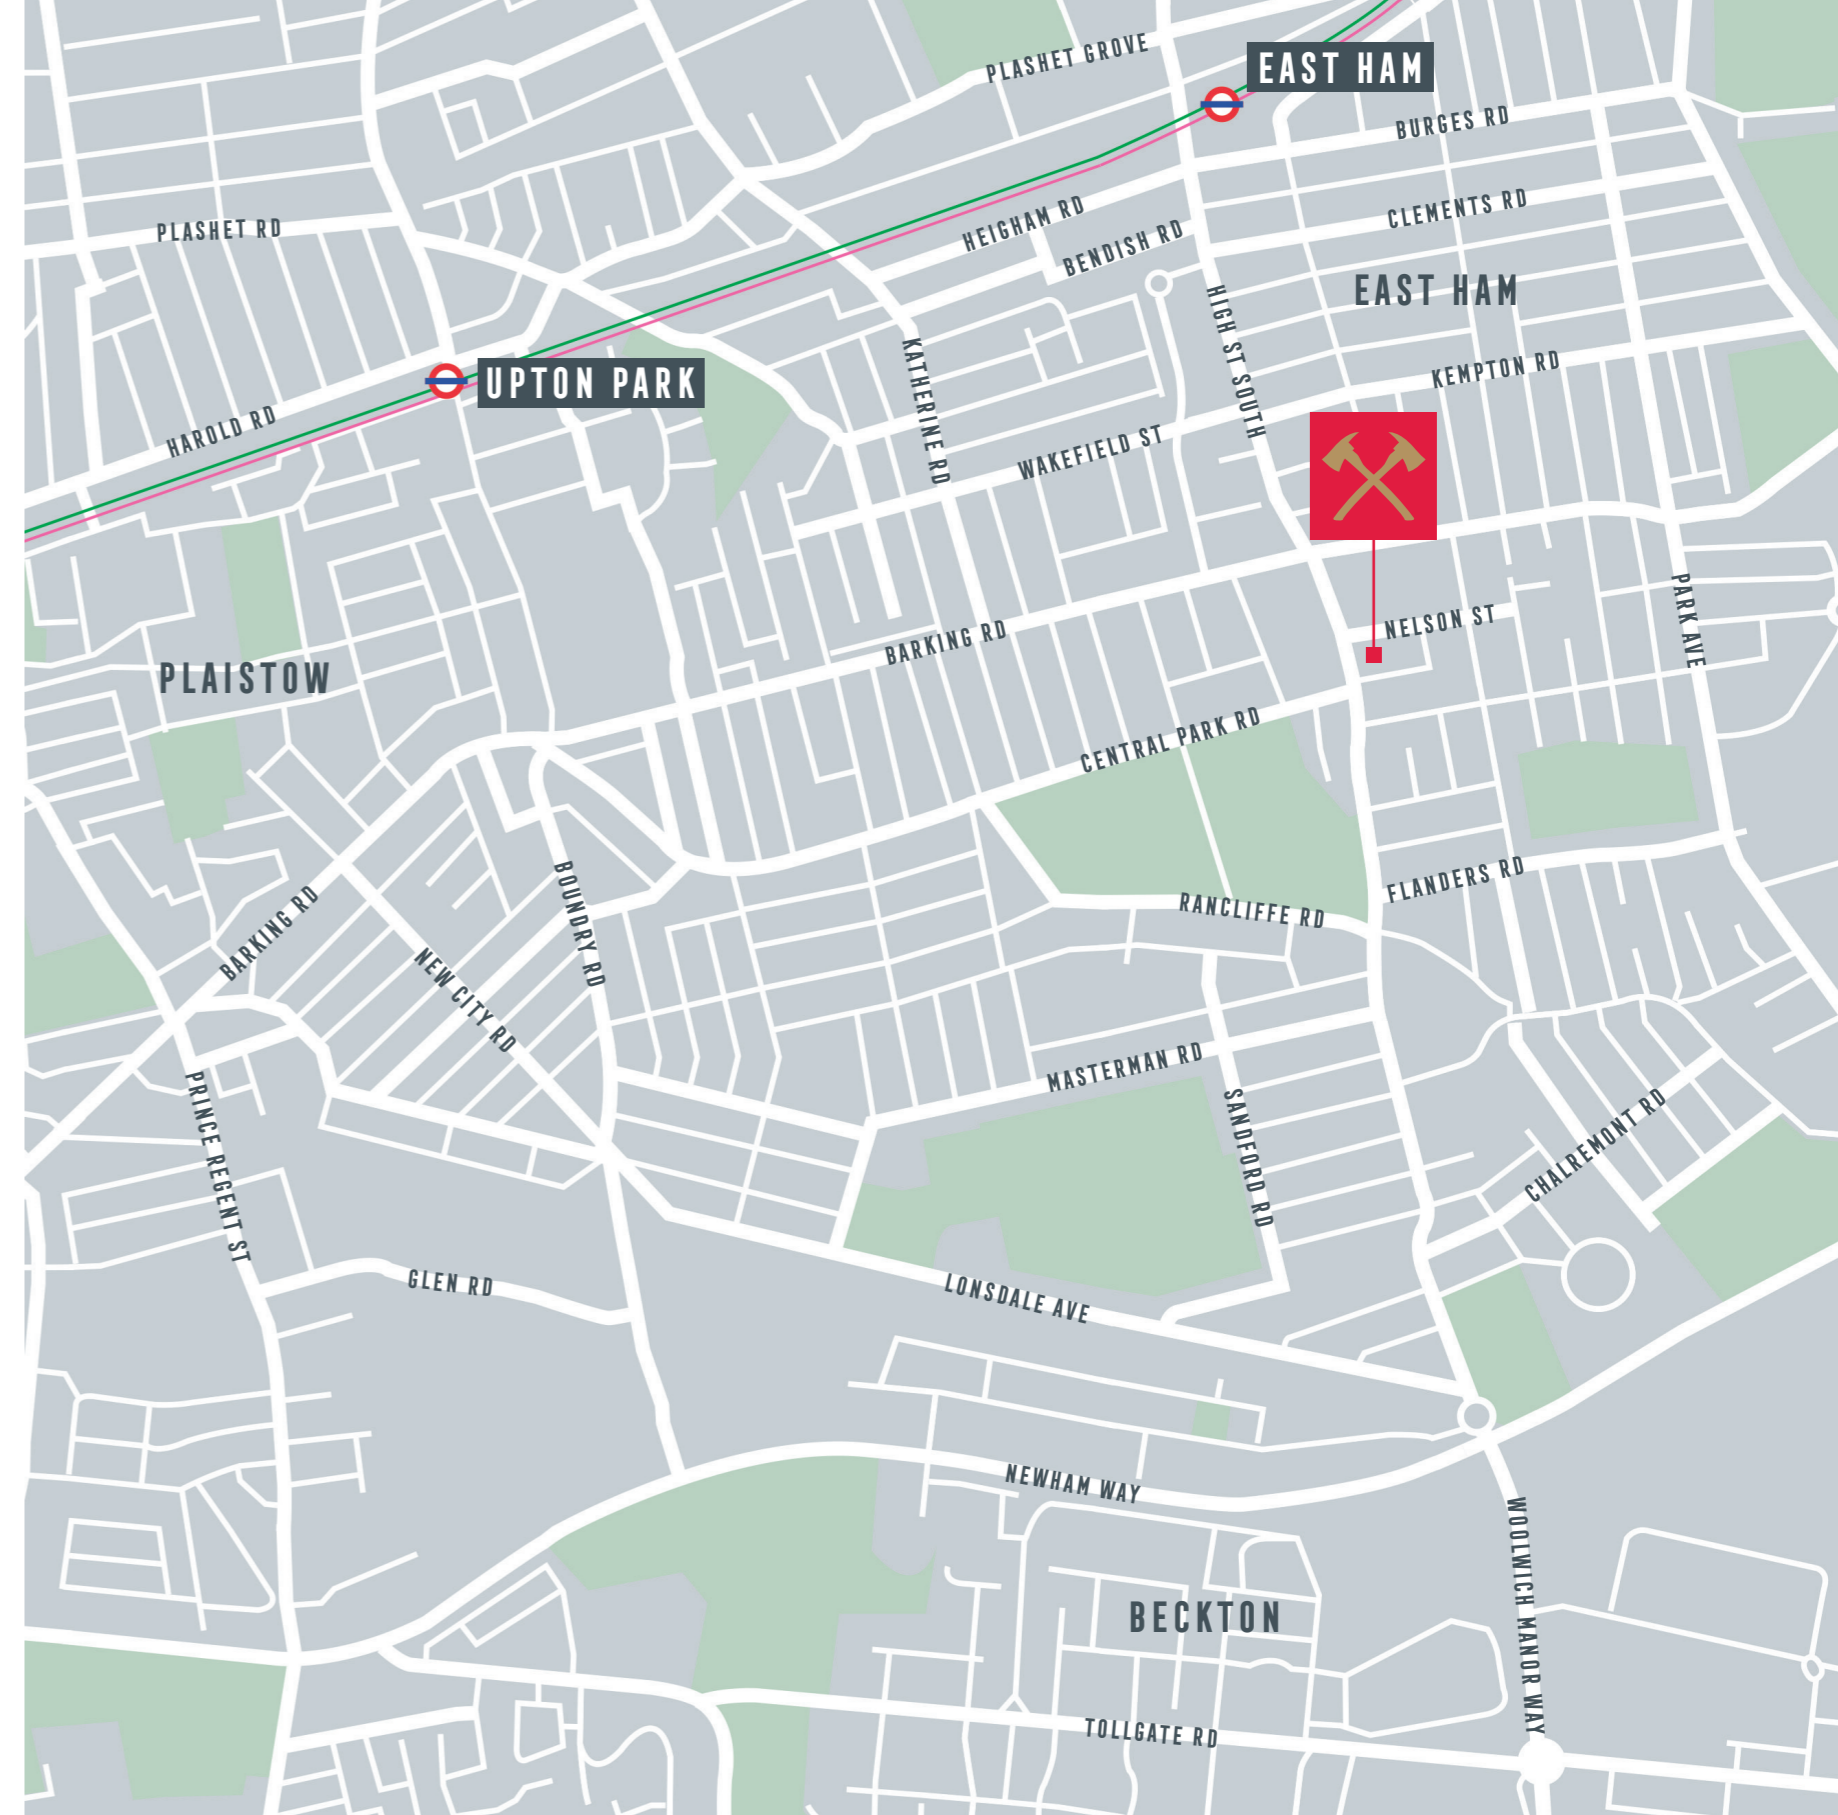 PLASHET GROVE
EAST HAM
BURGES RD
PLASHET RD
HEIGHAM RD
BENDISH RD
CLEMENTS RD
EAST HAM
HIGH ST SOUTH
KATHERINE RD
KEMPTON RD
UPTON PARK
HAROLD RD
WAKEFIELD ST
PARK AVE
NELSON ST
BARKING RD
PLAISTOW
CENTRAL PARK RD
FLANDERS RD
BOUNDRY RD
RANCLIFFE RD
BARKING RD
NEW CITY RD
MASTERMAN RD
PRINCE REGENT ST
SANDFORD RD
CHALREMONT RD
GLEN RD
LONSDALE AVE
NEWHAM WAY
WOOLWICH MANOR WAY
BECKTON
TOLLGATE RD